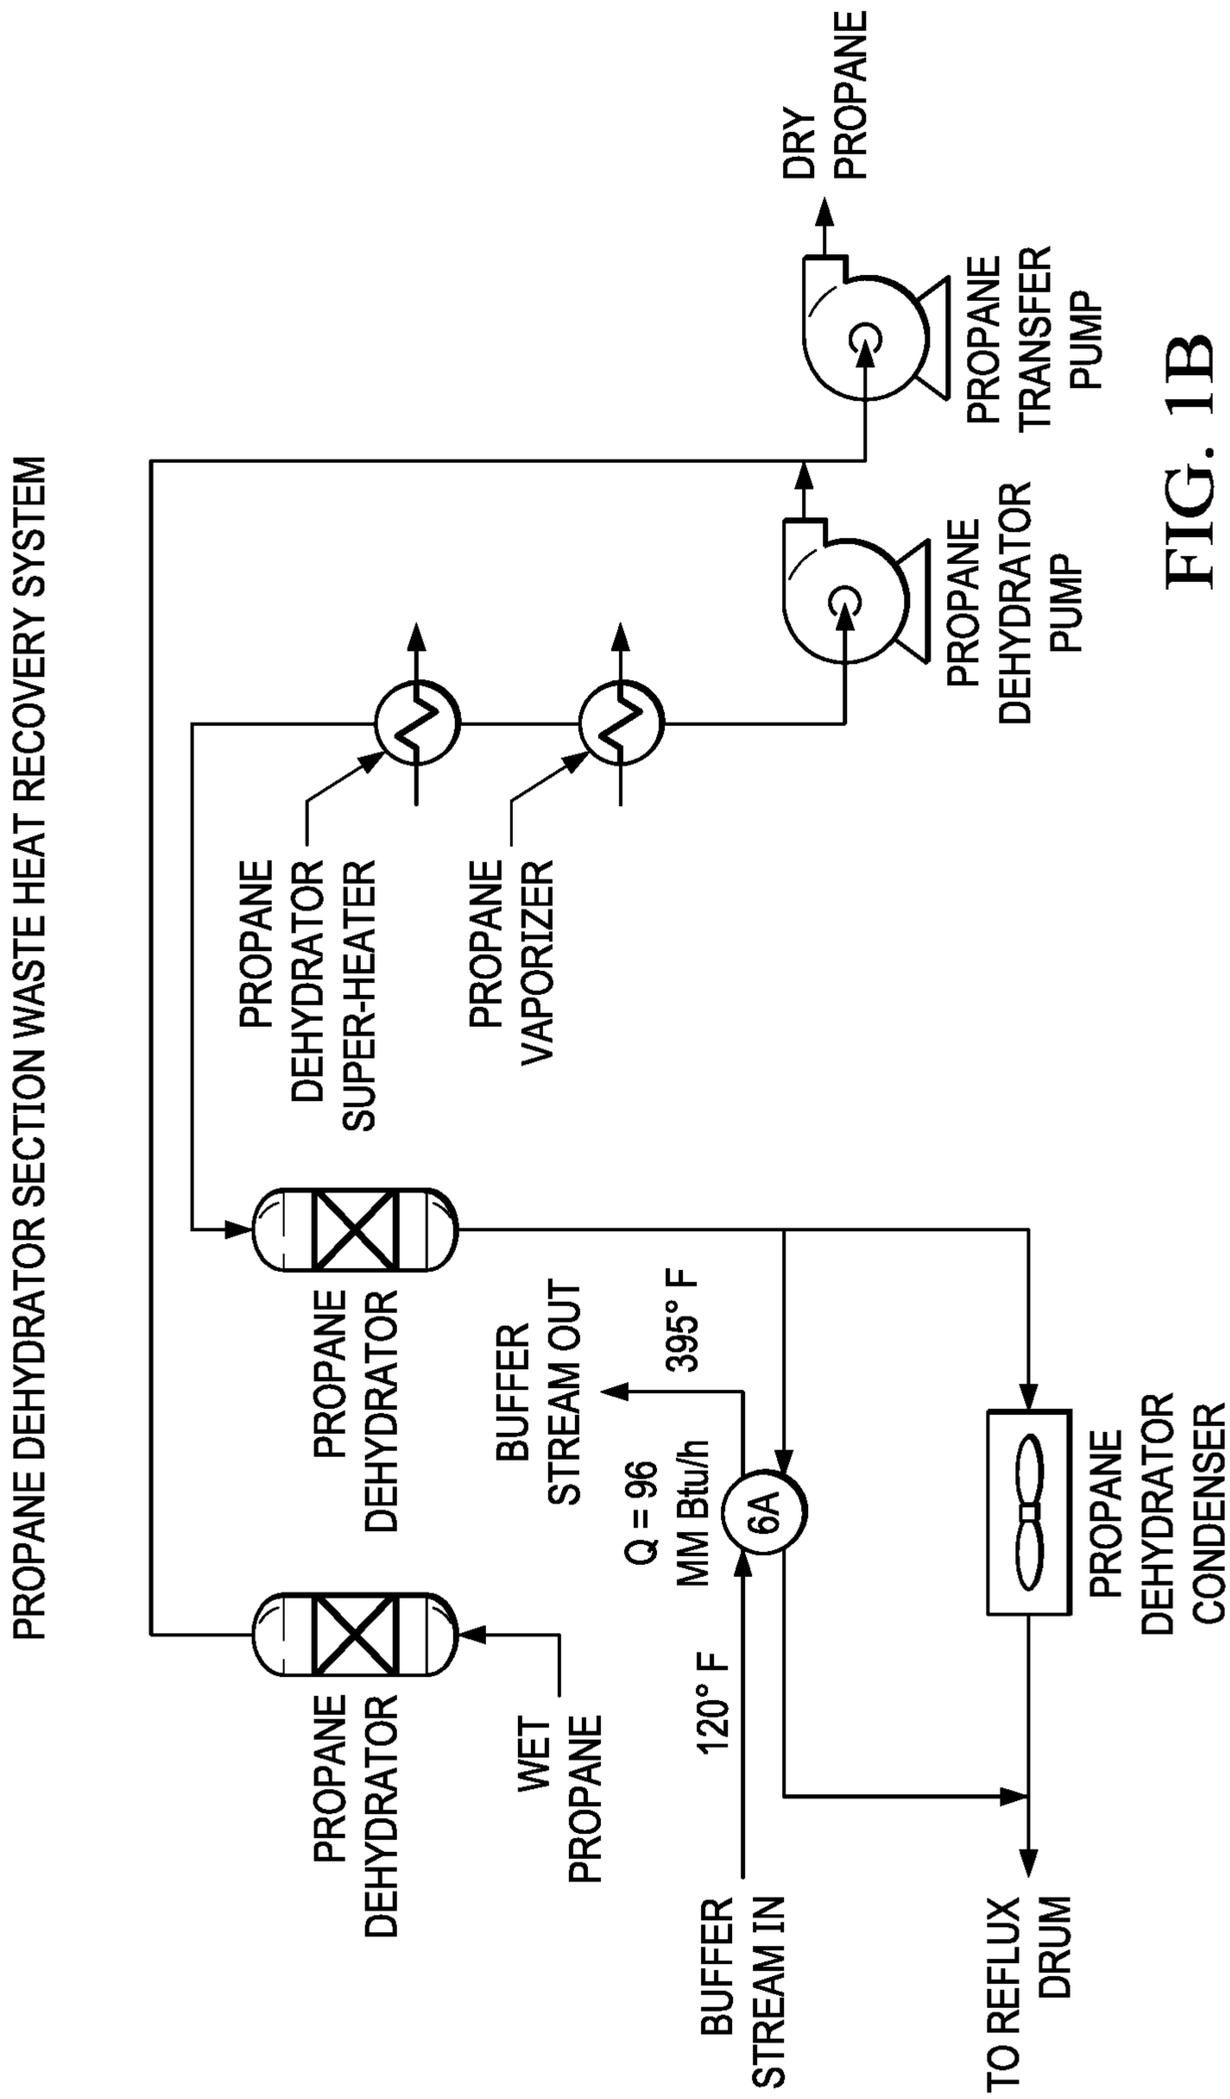 PROPANE DEHYDRATOR SECTION WASTE HEAT RECOVERY SYSTEM
PROPANE
DEHYDRATOR
WET
PROPANE
PROPANE
DEHYDRATOR
PROPANE
DEHYDRATOR
SUPER-HEATER
PROPANE
VAPORIZER
BUFFER
STREAM OUT
395° F
Q = 96
MM Btu/h
6A
120° F
BUFFER
STREAM IN
TO REFLUX
DRUM
PROPANE
DEHYDRATOR
CONDENSER
PROPANE
DEHYDRATOR
PUMP
PROPANE
TRANSFER
PUMP
DRY
PROPANE
FIG. 1B